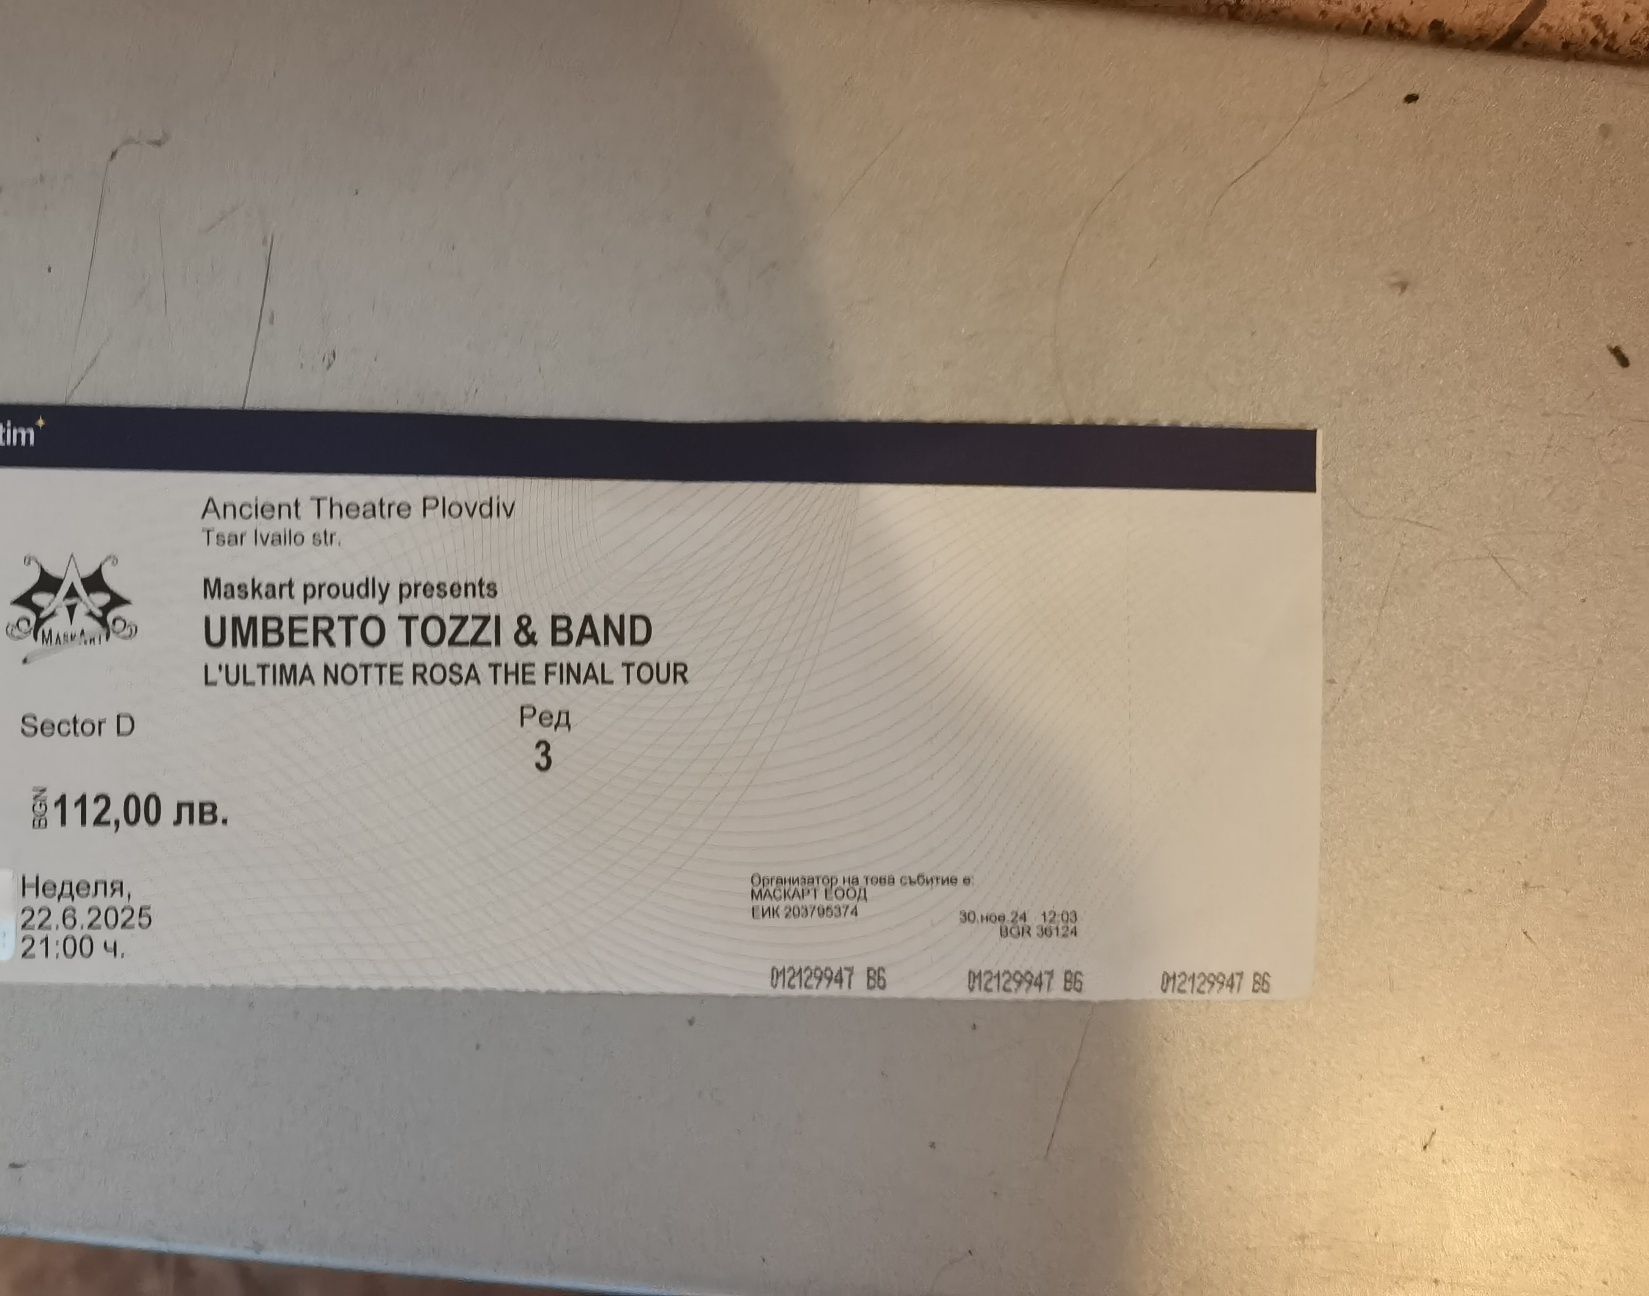 tim
Ancient Theatre Plovdiv
Tsar Ivailo str.
Maskart proudly presents
UMBERTO TOZZI & BAND
MASKART
L'ULTIMA NOTTE ROSA THE FINAL TOUR
Sector D
Ред
3
BGN 112,00 лв.
Неделя,
22.6.2025
21:00 ч.
Организатор на това събитие е:
МАСКАРТ ЕООД
ЕИК 203795374
30.ное.24 12:03
BGR 36124
012129947 B6 012129947 B6 012129947 B6